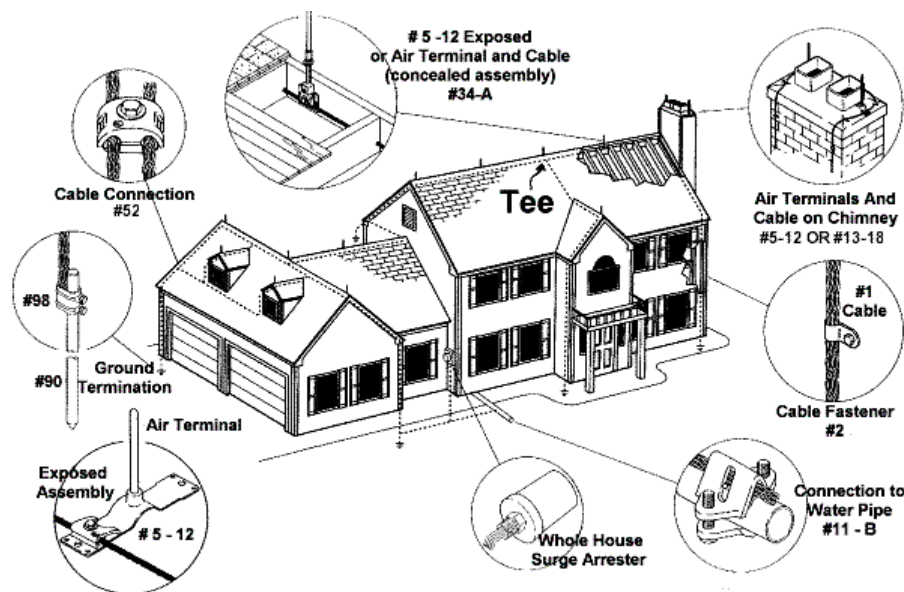 # 5 -12 Exposed
or Air Terminal and Cable
(concealed assembly)
#34-A
Cable Connection
#52
Tee
Air Terminals And
Cable on Chimney
#5-12 OR #13-18
#98
#90
Ground
Termination
#1
Cable
Cable Fastener
#2
Air Terminal
Exposed
Assembly
# 5 - 12
Whole House
Surge Arrester
Connection to
Water Pipe
#11 - B